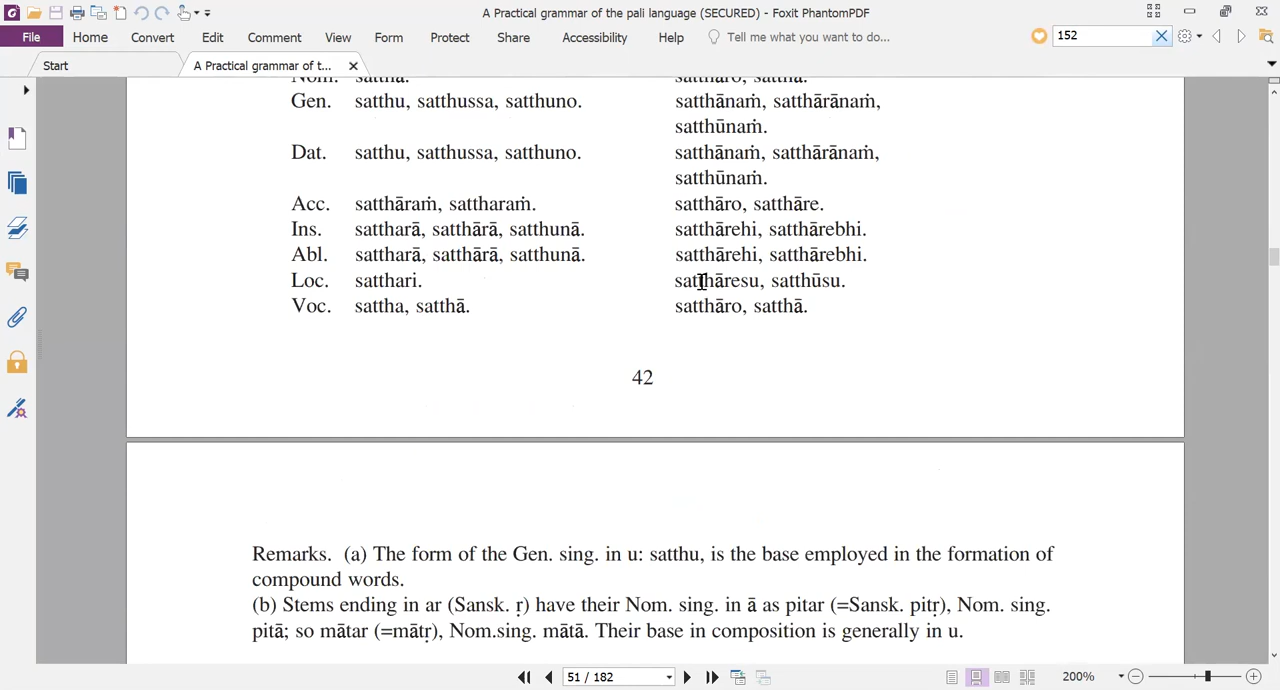 A Practical grammar of the pali language (SECURED) - Foxit PhantomPDF
File Home Convert Edit Comment View Form Protect Share Accessibility Help Tell me what you want to do... 152
Start A Practical grammar of t...
Nom. satthā. satthāro, satthā.
Gen. satthu, satthussa, satthuno. satthānaṁ, satthārānaṁ,
satthūnaṁ.
Dat. satthu, satthussa, satthuno. satthānaṁ, satthārānaṁ,
satthūnaṁ.
Acc. satthāraṁ, sattharaṁ. satthāro, satthāre.
Ins. sattharā, satthārā, satthunā. satthārehi, satthārebhi.
Abl. sattharā, satthārā, satthunā. satthārehi, satthārebhi.
Loc. satthari. satthāresu, satthūsu.
Voc. sattha, satthā. satthāro, satthā.
42
Remarks. (a) The form of the Gen. sing. in u: satthu, is the base employed in the formation of
compound words.
(b) Stems ending in ar (Sansk. ṛ) have their Nom. sing. in ā as pitar (=Sansk. pitṛ), Nom. sing.
pitā; so mātar (=mātṛ), Nom.sing. mātā. Their base in composition is generally in u.
51 / 182 200%